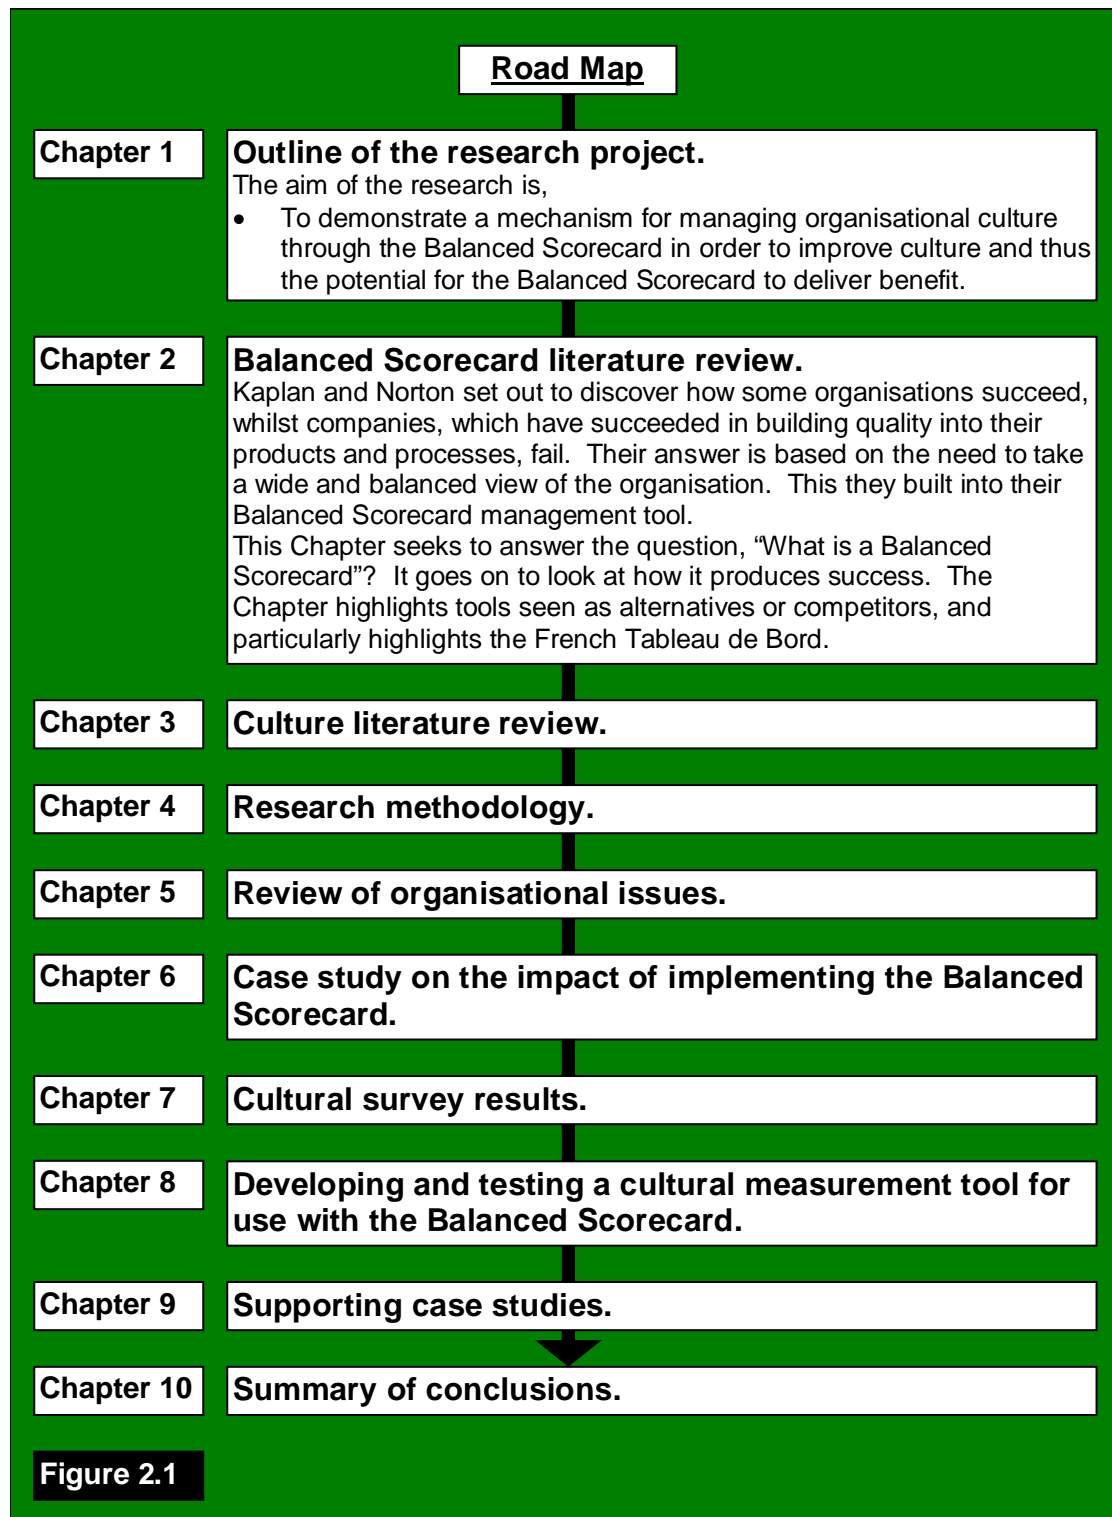 Road Map
Chapter 1
Outline of the research project.
The aim of the research is,
• To demonstrate a mechanism for managing organisational culture
through the Balanced Scorecard in order to improve culture and thus
the potential for the Balanced Scorecard to deliver benefit.
Chapter 2
Balanced Scorecard literature review.
Kaplan and Norton set out to discover how some organisations succeed,
whilst companies, which have succeeded in building quality into their
products and processes, fail.  Their answer is based on the need to take
a wide and balanced view of the organisation.  This they built into their
Balanced Scorecard management tool.
This Chapter seeks to answer the question, “What is a Balanced
Scorecard”?  It goes on to look at how it produces success.  The
Chapter highlights tools seen as alternatives or competitors, and
particularly highlights the French Tableau de Bord.
Chapter 3
Culture literature review.
Chapter 4
Research methodology.
Chapter 5
Review of organisational issues.
Chapter 6
Case study on the impact of implementing the Balanced
Scorecard.
Chapter 7
Cultural survey results.
Chapter 8
Developing and testing a cultural measurement tool for
use with the Balanced Scorecard.
Chapter 9
Supporting case studies.
Chapter 10
Summary of conclusions.
Figure 2.1